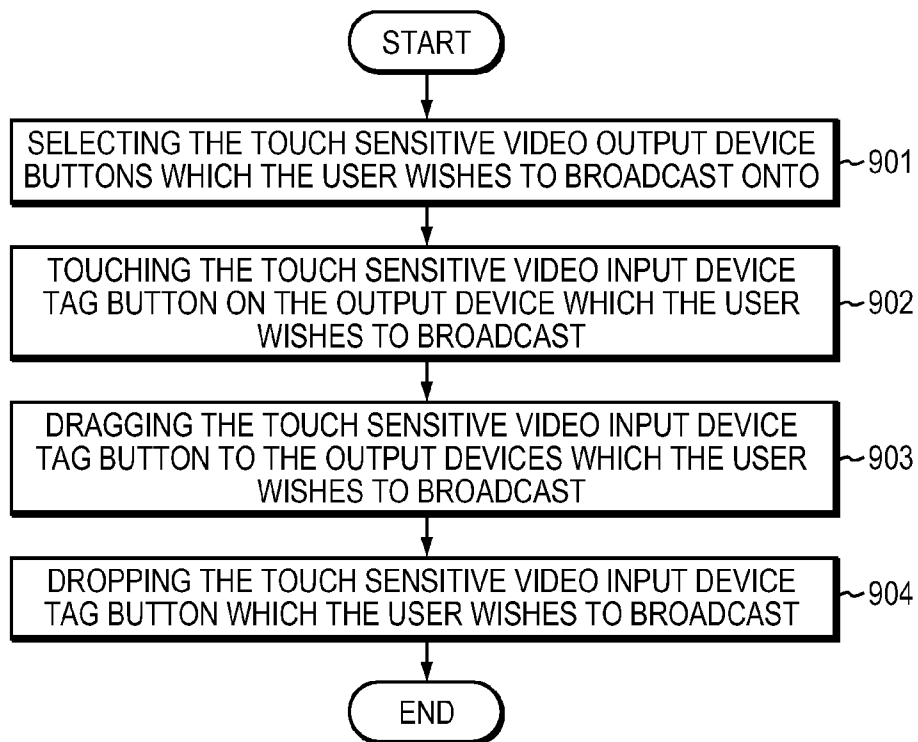 START
SELECTING THE TOUCH SENSITIVE VIDEO OUTPUT DEVICE
BUTTONS WHICH THE USER WISHES TO BROADCAST ONTO
901
TOUCHING THE TOUCH SENSITIVE VIDEO INPUT DEVICE
TAG BUTTON ON THE OUTPUT DEVICE WHICH THE USER
WISHES TO BROADCAST
902
DRAGGING THE TOUCH SENSITIVE VIDEO INPUT DEVICE
TAG BUTTON TO THE OUTPUT DEVICES WHICH THE USER
WISHES TO BROADCAST
903
DROPPING THE TOUCH SENSITIVE VIDEO INPUT DEVICE
TAG BUTTON WHICH THE USER WISHES TO BROADCAST
904
END